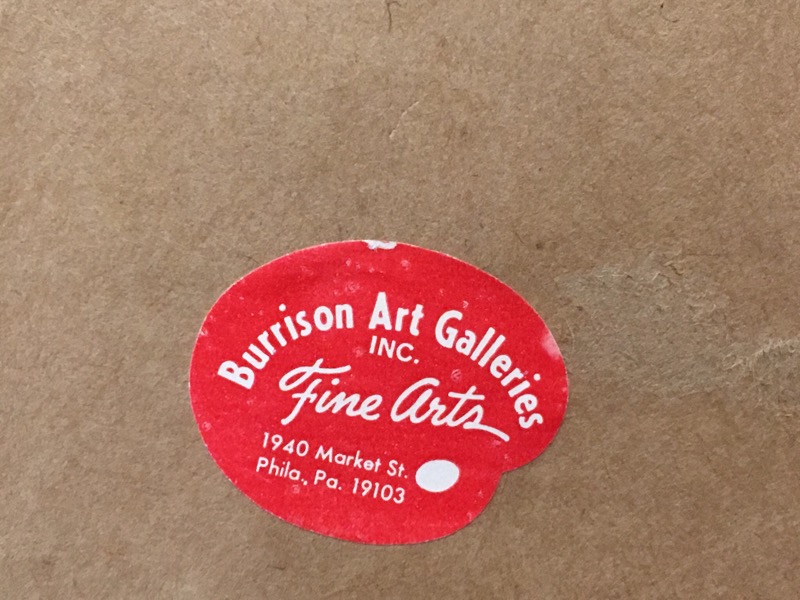 Burrison Art Galleries
INC.
Fine Arts
1940 Market St.
Phila., Pa. 19103